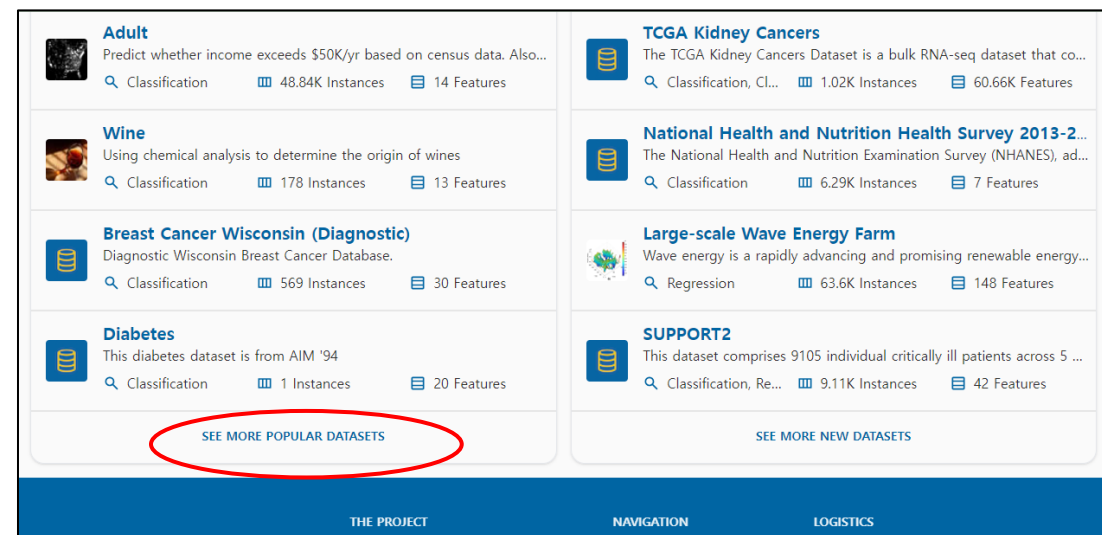 Adult
Predict whether income exceeds $50K/yr based on census data. Also...
Classification 48.84K Instances 14 Features
Wine
Using chemical analysis to determine the origin of wines
Classification 178 Instances 13 Features
Breast Cancer Wisconsin (Diagnostic)
Diagnostic Wisconsin Breast Cancer Database.
Classification 569 Instances 30 Features
Diabetes
This diabetes dataset is from AIM '94
Classification 1 Instances 20 Features
SEE MORE POPULAR DATASETS
TCGA Kidney Cancers
The TCGA Kidney Cancers Dataset is a bulk RNA-seq dataset that co...
Classification, Cl... 1.02K Instances 60.66K Features
National Health and Nutrition Health Survey 2013-2...
The National Health and Nutrition Examination Survey (NHANES), ad...
Classification 6.29K Instances 7 Features
Large-scale Wave Energy Farm
Wave energy is a rapidly advancing and promising renewable energy...
Regression 63.6K Instances 148 Features
SUPPORT2
This dataset comprises 9105 individual critically ill patients across 5 ...
Classification, Re... 9.11K Instances 42 Features
SEE MORE NEW DATASETS
THE PROJECT NAVIGATION LOGISTICS